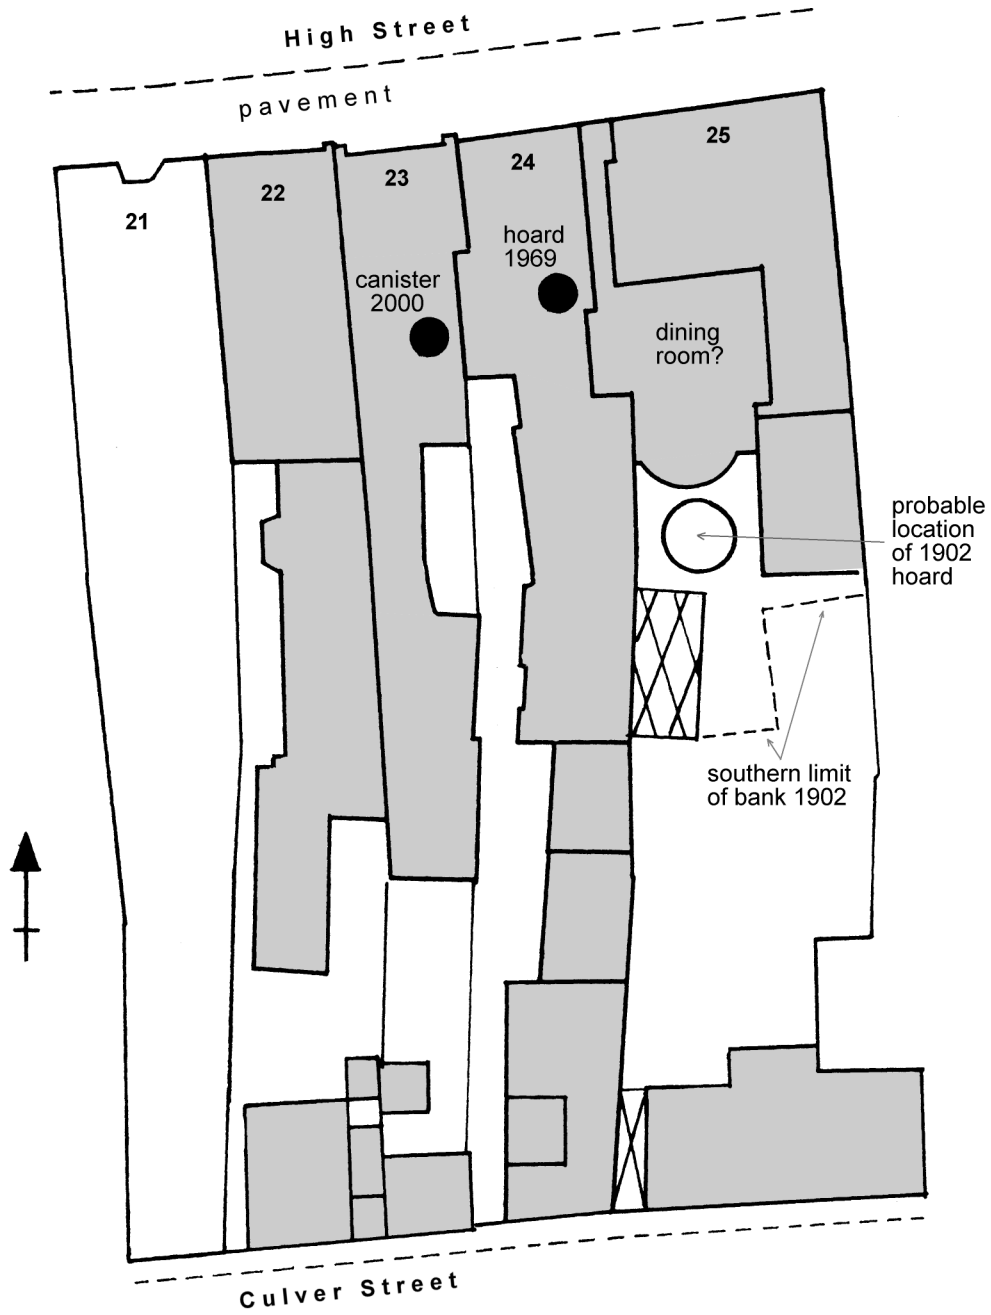 High Street
pavement
21
22
23
24
25
hoard
1969
canister
2000
dining
room?
probable
location
of 1902
hoard
southern limit
of bank 1902
Culver Street